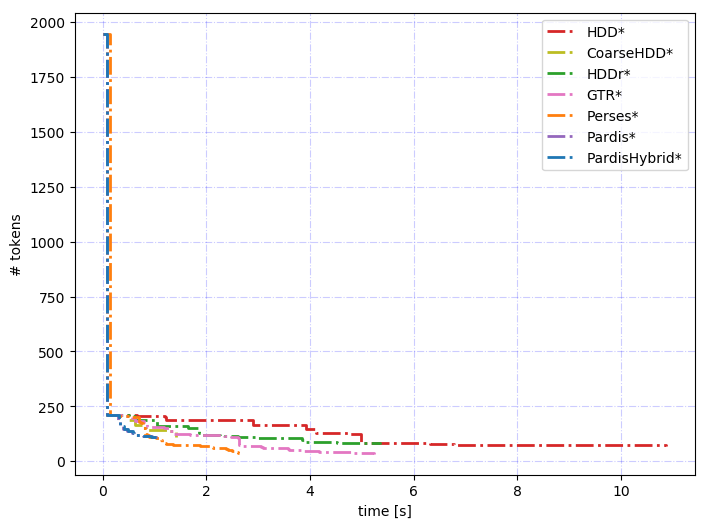 2000
1750
1500
1250
1000
750
500
250
0
# tokens
HDD*
CoarseHDD*
HDDr*
GTR*
Perses*
Pardis*
PardisHybrid*
0 2 4 6 8 10
time [s]